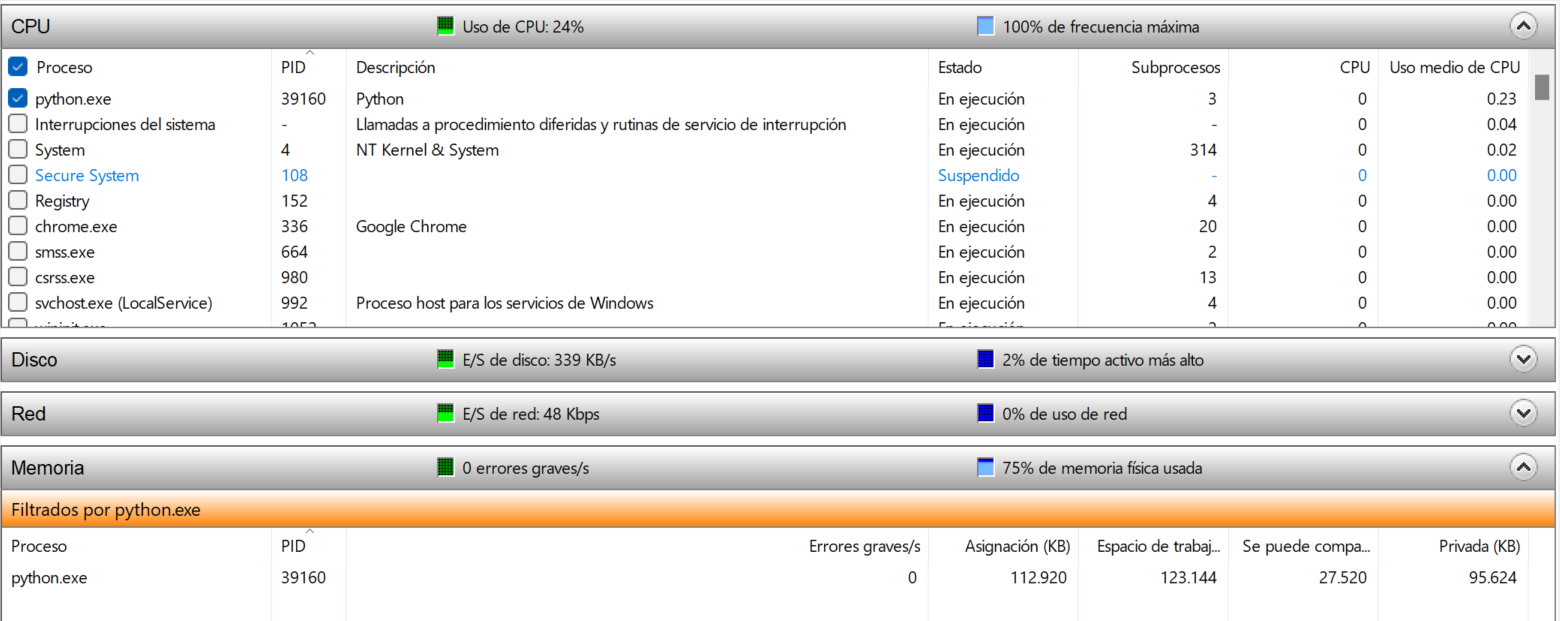 CPU Uso de CPU: 24% 100% de frecuencia máxima
Proceso PID Descripción Estado Subprocesos CPU Uso medio de CPU
python.exe 39160 Python En ejecución 3 0 0.23
Interrupciones del sistema - Llamadas a procedimiento diferidas y rutinas de servicio de interrupción En ejecución - 0 0.04
System 4 NT Kernel & System En ejecución 314 0 0.02
Secure System 108 Suspendido - 0 0.00
Registry 152 En ejecución 4 0 0.00
chrome.exe 336 Google Chrome En ejecución 20 0 0.00
smss.exe 664 En ejecución 2 0 0.00
csrss.exe 980 En ejecución 13 0 0.00
svchost.exe (LocalService) 992 Proceso host para los servicios de Windows En ejecución 4 0 0.00
Disco E/S de disco: 339 KB/s 2% de tiempo activo más alto
Red E/S de red: 48 Kbps 0% de uso de red
Memoria 0 errores graves/s 75% de memoria física usada
Filtrados por python.exe
Proceso PID Errores graves/s Asignación (KB) Espacio de trabaj... Se puede compa... Privada (KB)
python.exe 39160 0 112.920 123.144 27.520 95.624